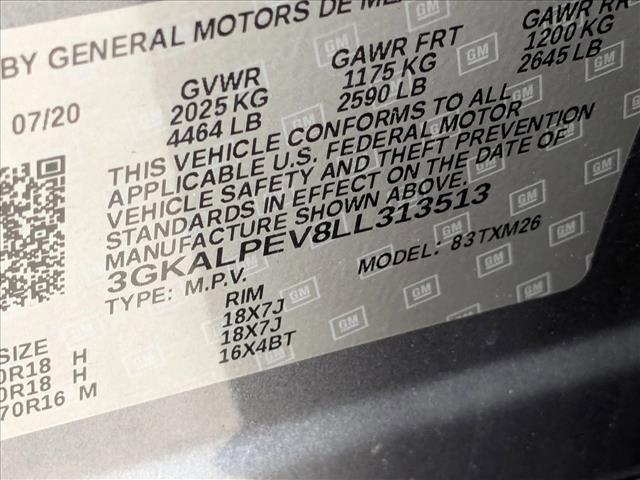 BY GENERAL MOTORS DE
07/20
GVWR
2025 KG
4464 LB
GAWR FRT
1175 KG
2590 LB
GAWR RR
1200 KG
2645 LB
THIS VEHICLE CONFORMS TO ALL
APPLICABLE U.S. FEDERAL MOTOR
VEHICLE SAFETY AND THEFT PREVENTION
STANDARDS IN EFFECT ON THE DATE OF
MANUFACTURE SHOWN ABOVE.
3GKALPEV8LL313513
TYPE: M.P.V.
MODEL: 83TXM26
SIZE
0R18 H
0R18 H
70R16 M
RIM
18X7J
18X7J
16X4BT
GM